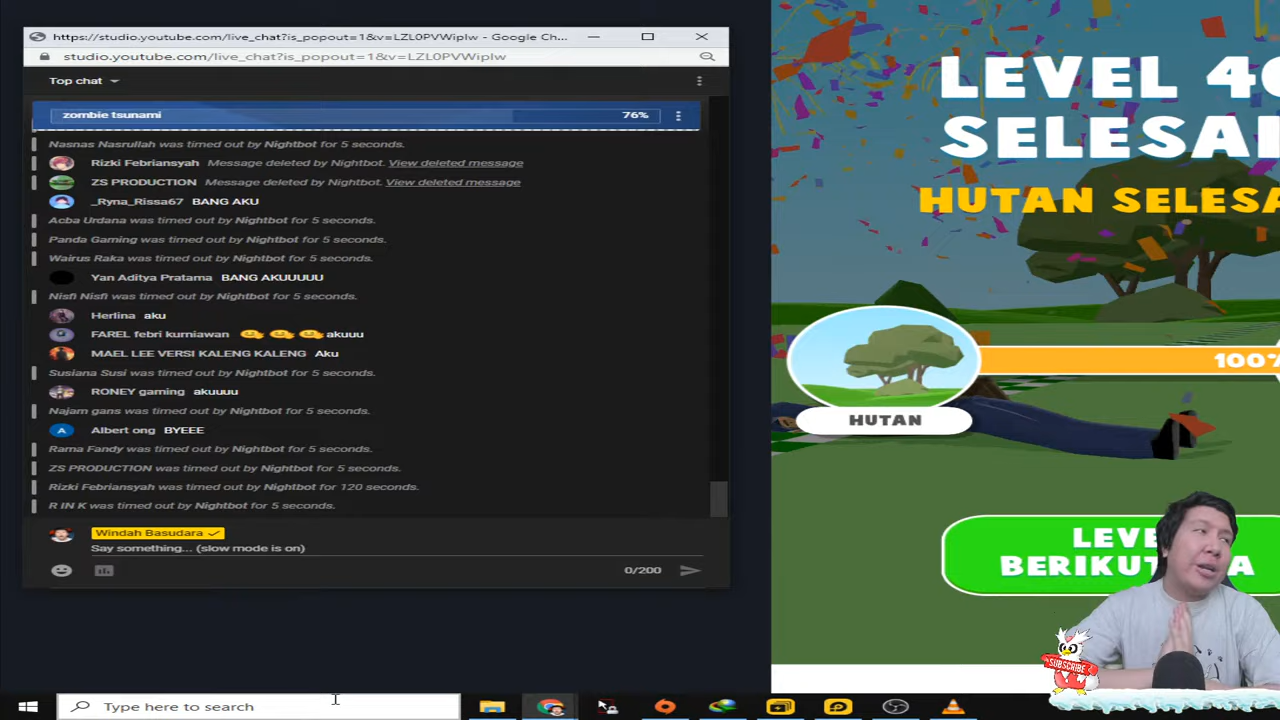 https://studio.youtube.com/live_chat?is_popout=1&v=LZL0PVWiplw - Google Ch...
studio.youtube.com/live_chat?is_popout=1&v=LZL0PVWiplw
Top chat
zombie tsunami 76%
Nasnas Nasrullah was timed out by Nightbot for 5 seconds.
Rizki Febriansyah Message deleted by Nightbot. View deleted message
ZS PRODUCTION Message deleted by Nightbot. View deleted message
_Ryna_Rissa67 BANG AKU
Acba Urdana was timed out by Nightbot for 5 seconds.
Panda Gaming was timed out by Nightbot for 5 seconds.
Wairus Raka was timed out by Nightbot for 5 seconds.
Yan Aditya Pratama BANG AKUUUUU
Nisfi Nisfi was timed out by Nightbot for 5 seconds.
Herlina aku
FAREL febri kurniawan akuuu
MAEL LEE VERSI KALENG KALENG Aku
Susiana Susi was timed out by Nightbot for 5 seconds.
RONEY gaming akuuuu
Najam gans was timed out by Nightbot for 5 seconds.
A Albert ong BYEEE
Rama Fandy was timed out by Nightbot for 5 seconds.
ZS PRODUCTION was timed out by Nightbot for 5 seconds.
Rizki Febriansyah was timed out by Nightbot for 120 seconds.
R IN K was timed out by Nightbot for 5 seconds.
Windah Basudara
Say something... (slow mode is on)
0/200
Type here to search
LEVEL 40
SELESAI
HUTAN SELESA
100%
HUTAN
LEVE
BERIKUT A
SUBSCRIBE